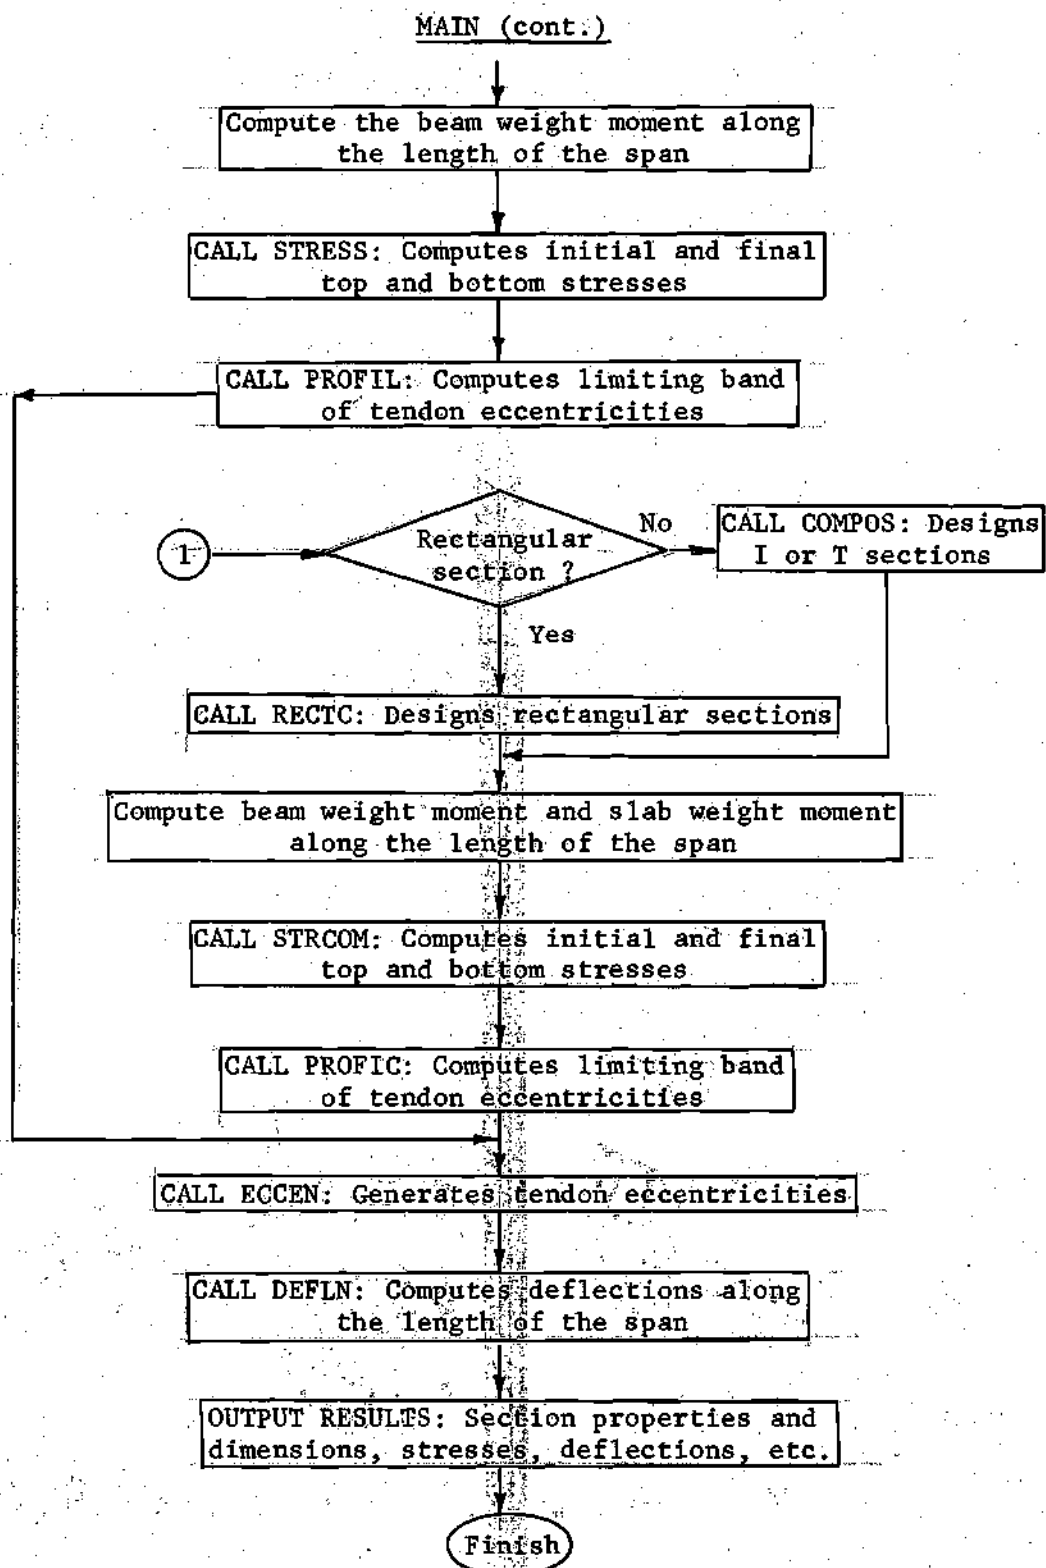 MAIN (cont.)
Compute the beam weight moment along
the length of the span
CALL STRESS: Computes initial and final
top and bottom stresses
CALL PROFIL: Computes limiting band
of tendon eccentricities
1
Rectangular
section ?
No
CALL COMPOS: Designs
I or T sections
Yes
CALL RECTC: Designs rectangular sections
Compute beam weight moment and slab weight moment
along the length of the span
CALL STRCOM: Computes initial and final
top and bottom stresses
CALL PROFIC: Computes limiting band
of tendon eccentricities
CALL ECCEN: Generates tendon eccentricities
CALL DEFLN: Computes deflections along
the length of the span
OUTPUT RESULTS: Section properties and
dimensions, stresses, deflections, etc.
Finish